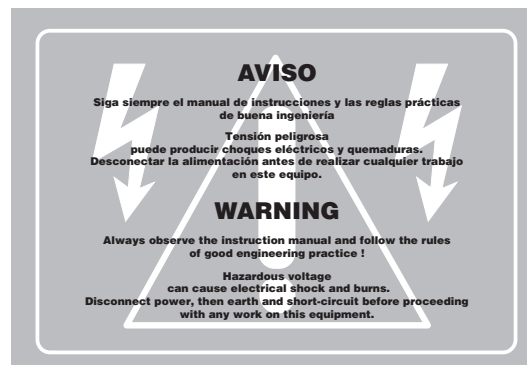 AVISO
Siga siempre el manual de instrucciones y las reglas prácticas
de buena ingeniería
Tensión peligrosa
puede producir choques eléctricos y quemaduras.
Desconectar la alimentación antes de realizar cualquier trabajo
en este equipo.
WARNING
Always observe the instruction manual and follow the rules
of good engineering practice !
Hazardous voltage
can cause electrical shock and burns.
Disconnect power, then earth and short-circuit before proceeding
with any work on this equipment.